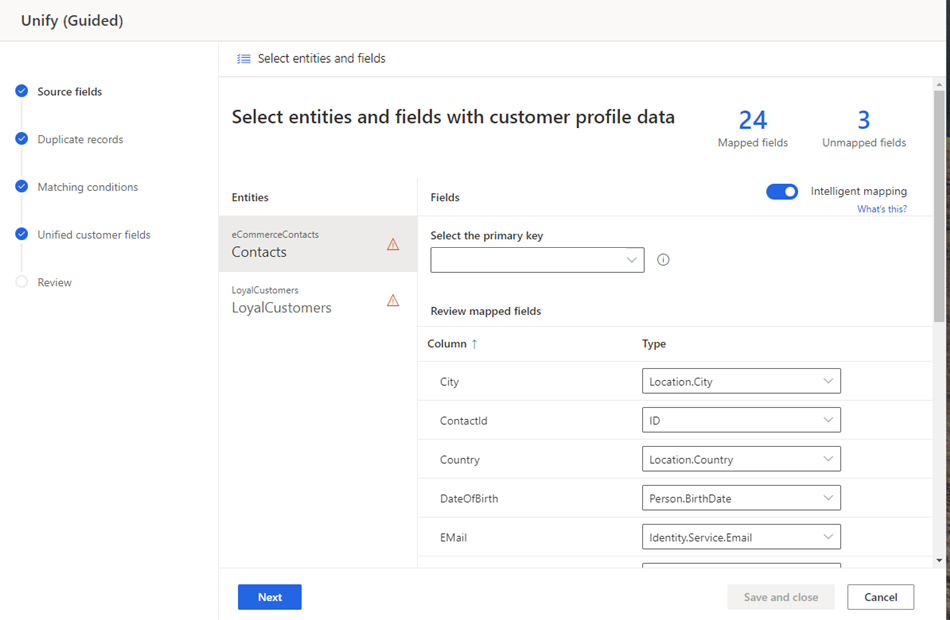 Unify (Guided)
Source fields
Duplicate records
Matching conditions
Unified customer fields
Review
Select entities and fields
Select entities and fields with customer profile data
24
Mapped fields
3
Unmapped fields
Intelligent mapping
What's this?
Entities
eCommerceContacts
Contacts
LoyalCustomers
LoyalCustomers
Fields
Select the primary key
Review mapped fields
Column ↑ Type
City Location.City
ContactId ID
Country Location.Country
DateOfBirth Person.BirthDate
EMail Identity.Service.Email
Next
Save and close
Cancel